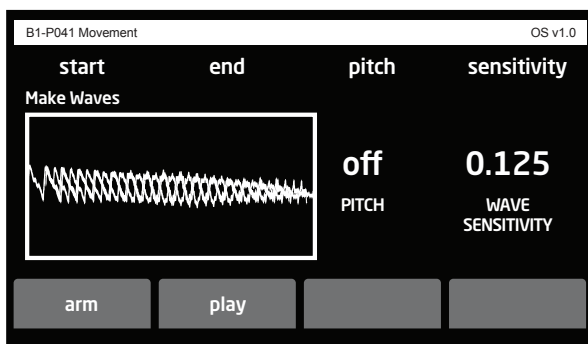 B1-P041 Movement OS v1.0
start end pitch sensitivity
Make Waves
off 0.125
PITCH WAVE
SENSITIVITY
arm play